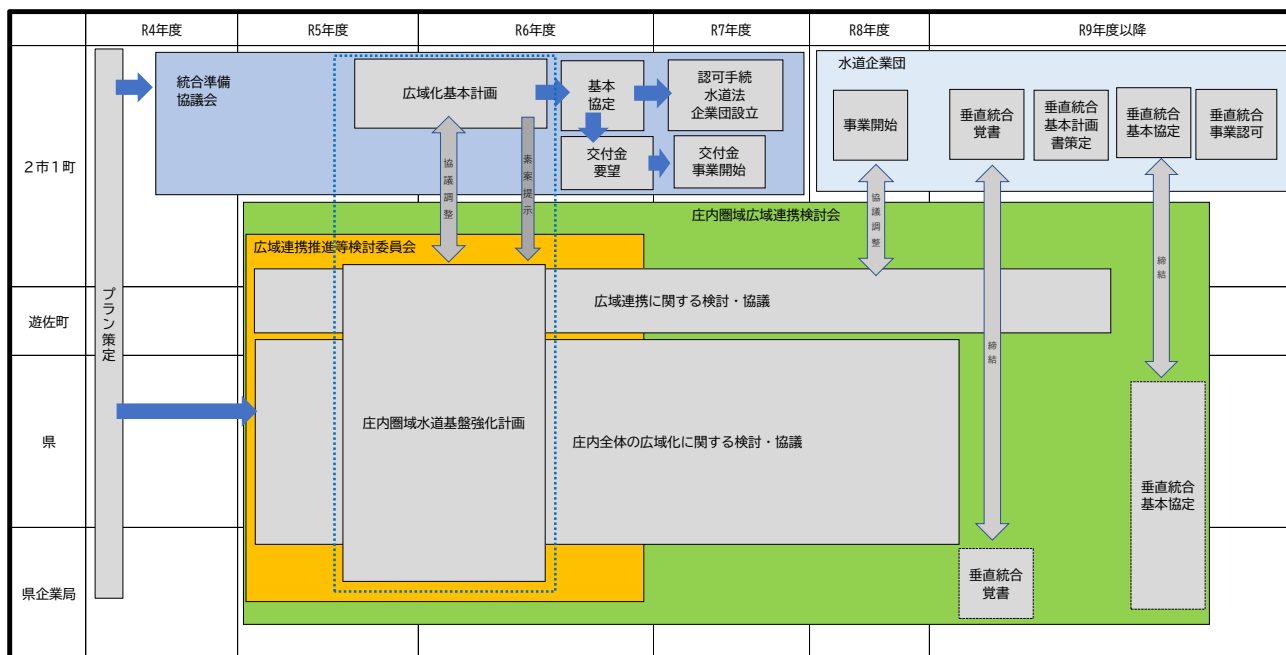 R4年度
R5年度
R6年度
R7年度
R8年度
R9年度以降
2市1町
遊佐町
県
県企業局
プラン策定
統合準備
協議会
広域化基本計画
基本
協定
認可手続
水道法
企業団設立
交付金
要望
交付金
事業開始
協議調整
素案提示
水道企業団
事業開始
垂直統合
覚書
垂直統合
基本計画
書策定
垂直統合
基本協定
垂直統合
事業認可
庄内圏域広域連携検討会
協議調整
締結
締結
広域連携推進等検討委員会
広域連携に関する検討・協議
庄内圏域水道基盤強化計画
庄内全体の広域化に関する検討・協議
垂直統合
基本協定
垂直統合
覚書